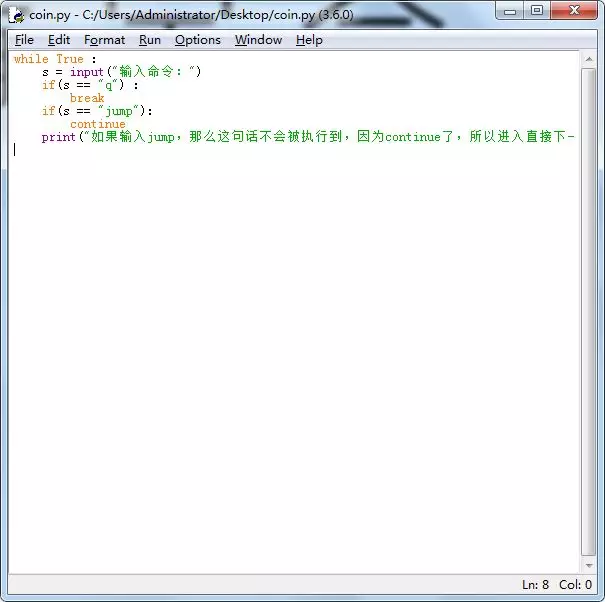 coin.py - C:/Users/Administrator/Desktop/coin.py (3.6.0)
File Edit Format Run Options Window Help
while True :
    s = input("输入命令：")
    if(s == "q") :
        break
    if(s == "jump"):
        continue
    print("如果输入jump，那么这句话不会被执行到，因为continue了，所以进入直接下
Ln: 8 Col: 0